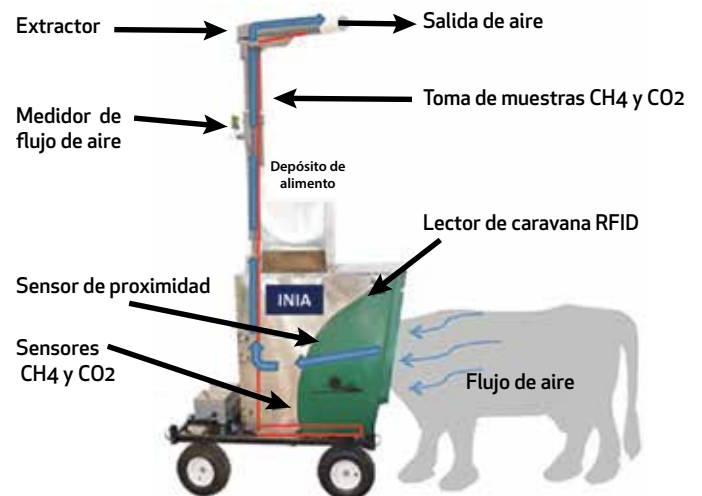 Extractor
Salida de aire
Toma de muestras CH4 y CO2
Medidor de
flujo de aire
Depósito de
alimento
Lector de caravana RFID
Sensor de proximidad
INIA
Sensores
CH4 y CO2
Flujo de aire